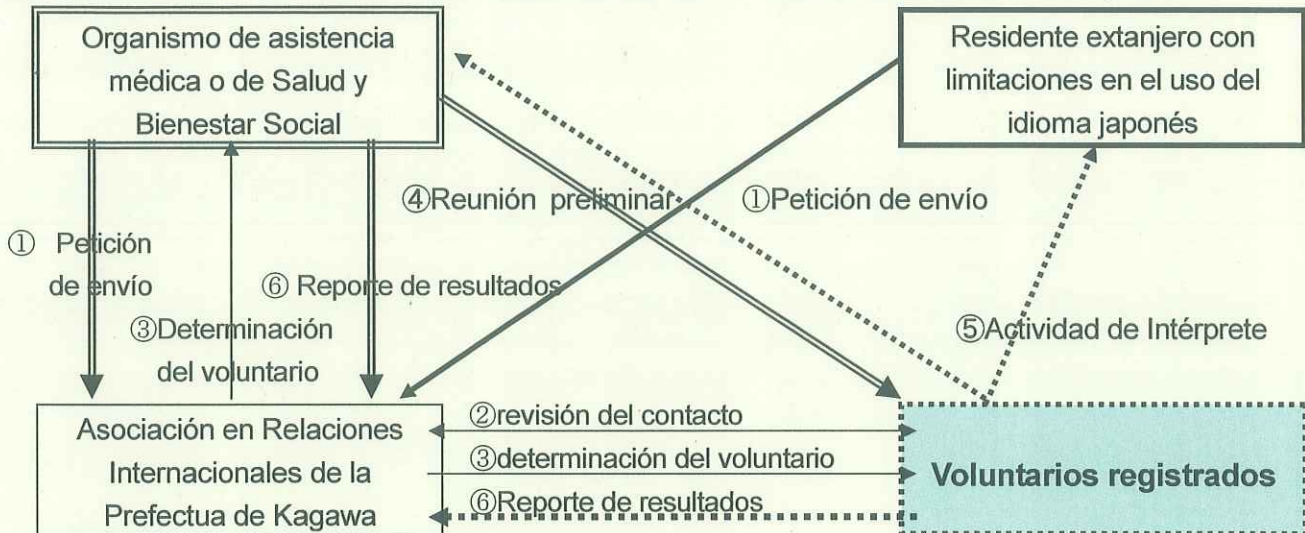 Organismo de asistencia
médica o de Salud y
Bienestar Social
Residente extanjero con
limitaciones en el uso del
idioma japonés
④Reunión preliminar
①Petición de envío
① Petición
de envío
⑥ Reporte de resultados
③Determinación
del voluntario
⑤Actividad de Intérprete
Asociación en Relaciones
Internacionales de la
Prefectua de Kagawa
②revisión del contacto
③determinación del voluntario
⑥Reporte de resultados
Voluntarios registrados